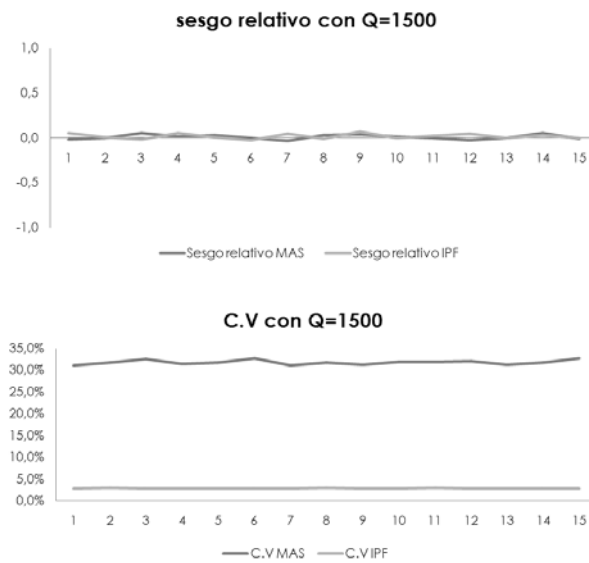 sesgo relativo con Q=1500
1,0
0,5
0,0
-0,5
-1,0
1 2 3 4 5 6 7 8 9 10 11 12 13 14 15
Sesgo relativo MAS Sesgo relativo IPF
C.V con Q=1500
35,0%
30,0%
25,0%
20,0%
15,0%
10,0%
5,0%
0,0%
1 2 3 4 5 6 7 8 9 10 11 12 13 14 15
C.V MAS C.V IPF